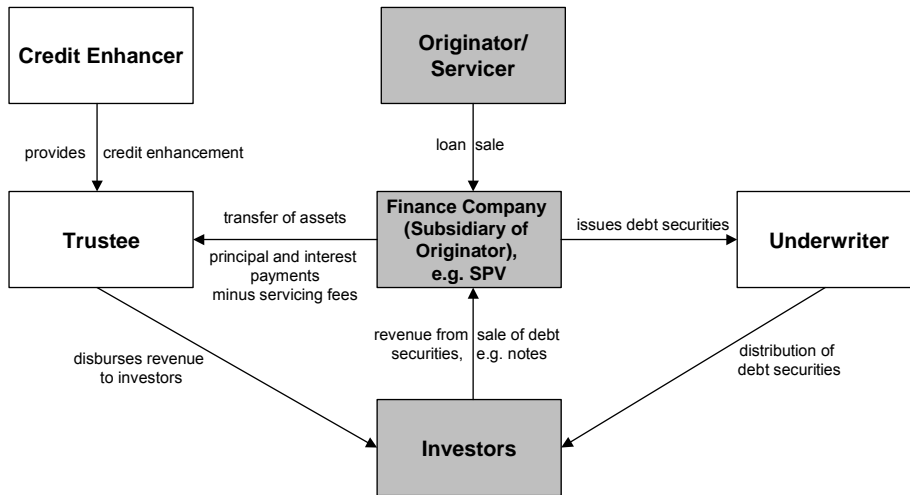 Credit Enhancer
Originator/
Servicer
provides credit enhancement
loan sale
Trustee
transfer of assets
principal and interest
payments
minus servicing fees
Finance Company
(Subsidiary of
Originator),
e.g. SPV
issues debt securities
Underwriter
disburses revenue
to investors
revenue from sale of debt
securities, e.g. notes
distribution of
debt securities
Investors